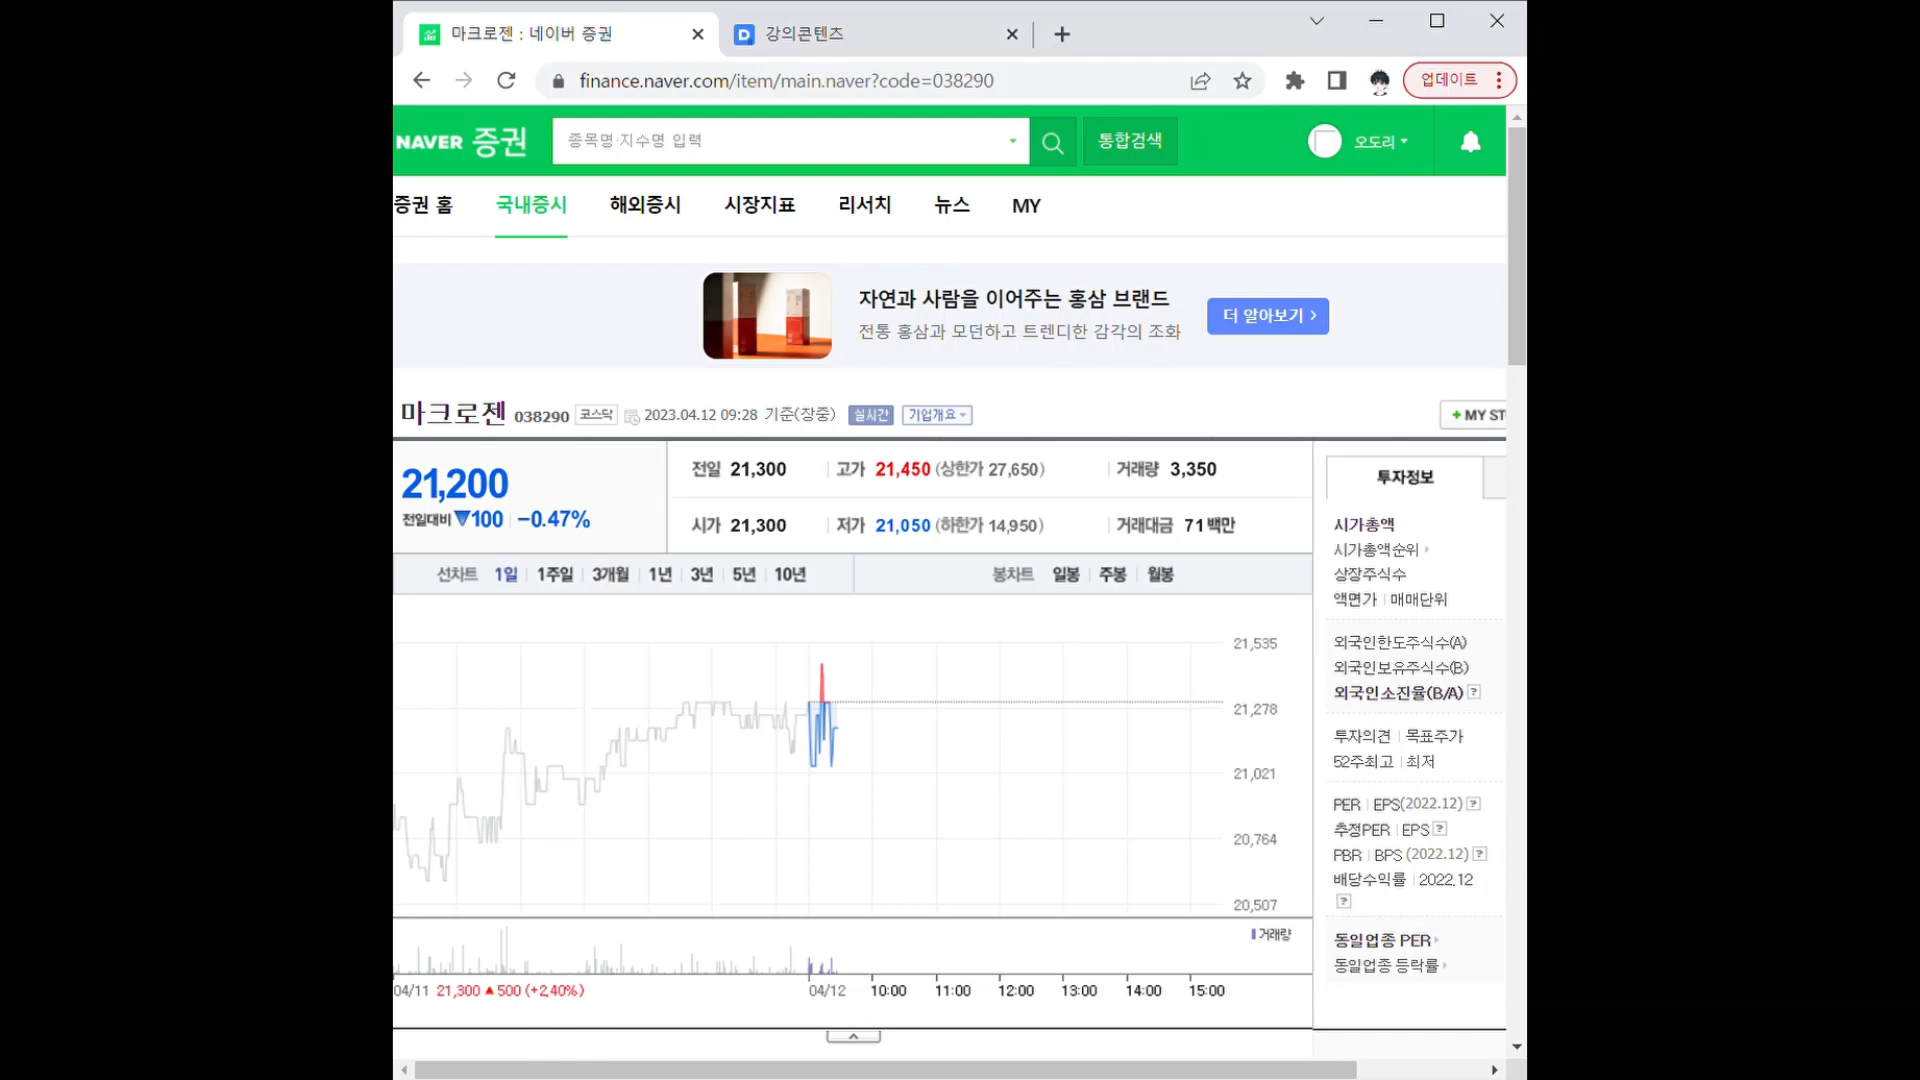 마크로젠 : 네이버 증권
강의콘텐츠
finance.naver.com/item/main.naver?code=038290
업데이트
NAVER 증권
종목명·지수명 입력
통합검색
오도리
증권 홈 국내증시 해외증시 시장지표 리서치 뉴스 MY
자연과 사람을 이어주는 홍삼 브랜드
전통 홍삼과 모던하고 트렌디한 감각의 조화
더 알아보기 >
마크로젠 038290 코스닥 2023.04.12 09:28 기준(장중) 실시간 기업개요
+ MY ST
21,200
전일대비 ▼100 | -0.47%
전일 21,300 | 고가 21,450 (상한가 27,650) | 거래량 3,350
시가 21,300 | 저가 21,050 (하한가 14,950) | 거래대금 71 백만
선차트 1일 | 1주일 | 3개월 | 1년 | 3년 | 5년 | 10년
봉차트 일봉 | 주봉 | 월봉
21,535
21,278
21,021
20,764
20,507
거래량
04/11 21,300 ▲500 (+2.40%)
04/12 10:00 11:00 12:00 13:00 14:00 15:00
투자정보
시가총액
시가총액순위
상장주식수
액면가 | 매매단위
외국인한도주식수(A)
외국인보유주식수(B)
외국인소진율(B/A) ?
투자의견 | 목표주가
52주최고 | 최저
PER | EPS(2022.12) ?
추정PER | EPS ?
PBR | BPS (2022.12) ?
배당수익률 | 2022.12
?
동일업종 PER
동일업종 등락률